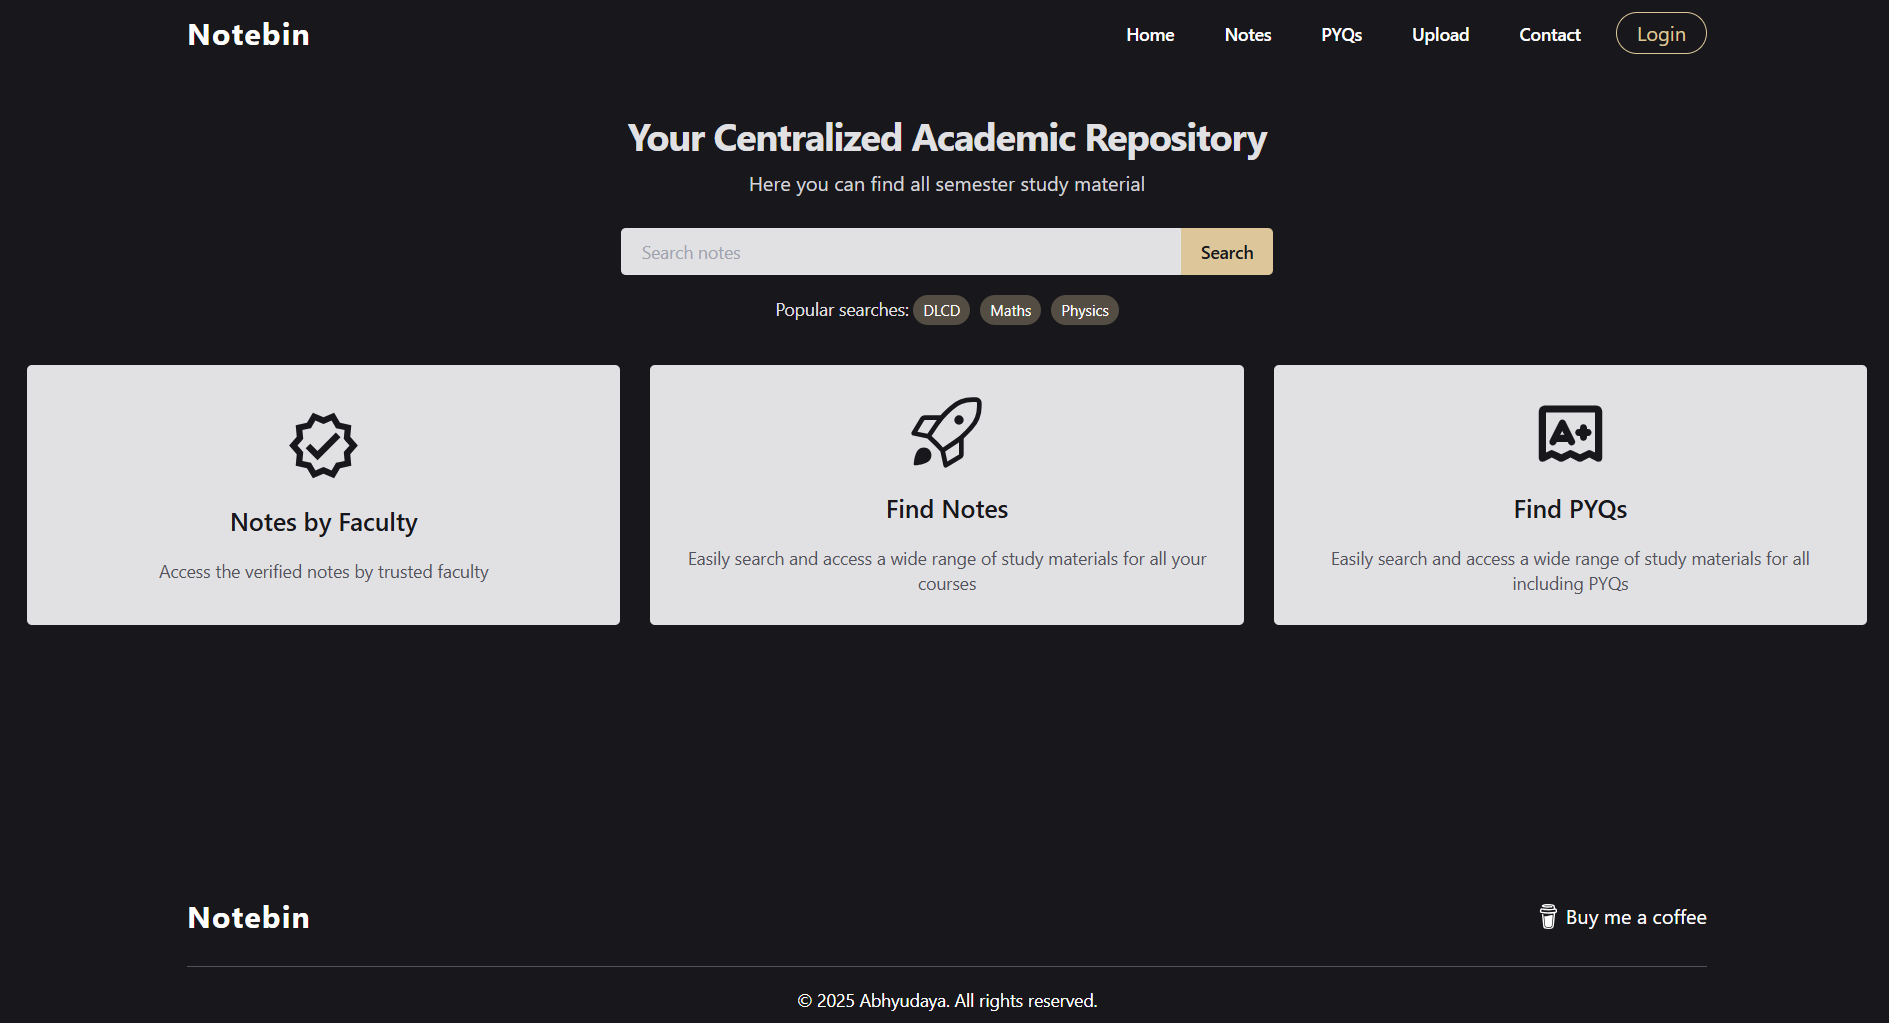 Notebin
Home Notes PYQs Upload Contact Login
Your Centralized Academic Repository
Here you can find all semester study material
Search notes Search
Popular searches: DLCD Maths Physics
Notes by Faculty
Access the verified notes by trusted faculty
Find Notes
Easily search and access a wide range of study materials for all your
courses
A+
Find PYQs
Easily search and access a wide range of study materials for all
including PYQs
Notebin
Buy me a coffee
© 2025 Abhyudaya. All rights reserved.